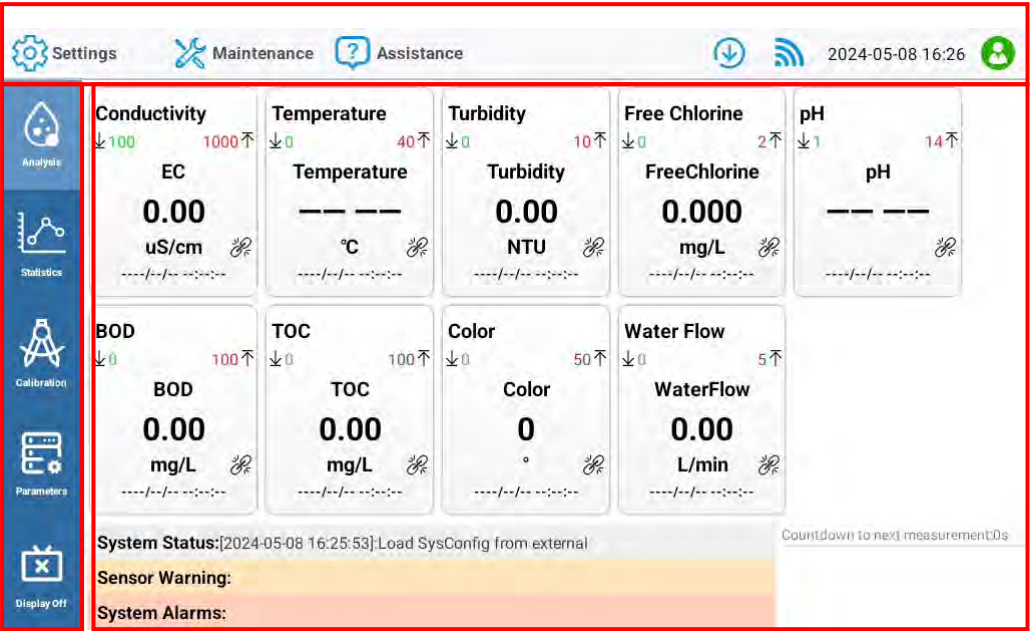 Settings Maintenance ? Assistance 2024-05-08 16:26
Analysis
Statistics
Calibration
Parameters
Display Off
Conductivity Temperature Turbidity Free Chlorine pH
↓100 1000↑ ↓0 40↑ ↓0 10↑ ↓0 2↑ ↓1 14↑
EC Temperature Turbidity FreeChlorine pH
0.00 —— —— 0.00 0.000 —— ——
uS/cm °C NTU mg/L
----/--/-- --:--:-- ----/--/-- --:--:-- ----/--/-- --:--:-- ----/--/-- --:--:-- ----/--/-- --:--:--
BOD TOC Color Water Flow
↓0 100↑ ↓0 100↑ ↓0 50↑ ↓0 5↑
BOD TOC Color WaterFlow
0.00 0.00 0 0.00
mg/L mg/L ° L/min
----/--/-- --:--:-- ----/--/-- --:--:-- ----/--/-- --:--:-- ----/--/-- --:--:--
System Status:[2024-05-08 16:25:53]:Load SysConfig from external
Countdown to next measurement:0s
Sensor Warning:
System Alarms: